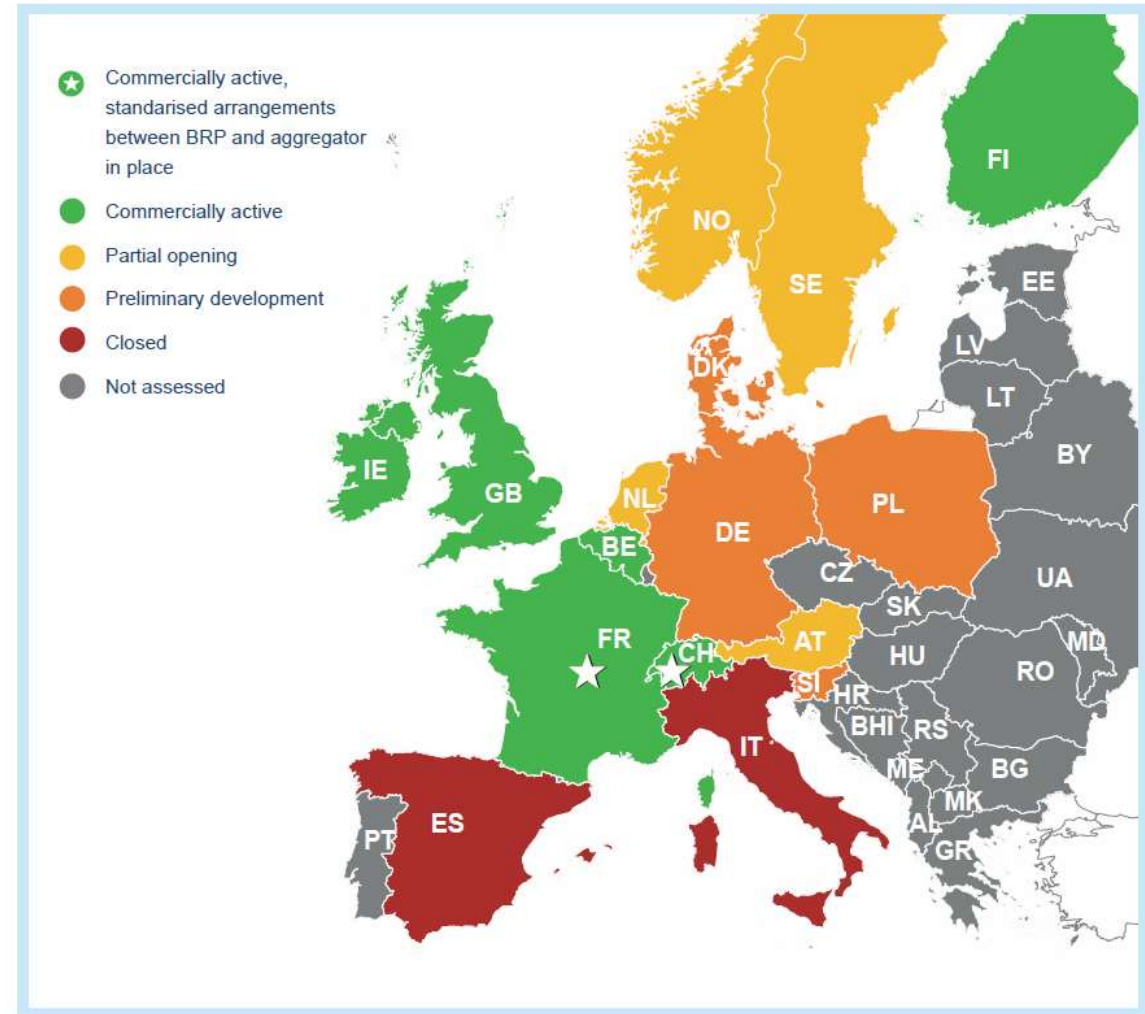 Commercially active,
standarised arrangements
between BRP and aggregator
in place
Commercially active
Partial opening
Preliminary development
Closed
Not assessed
FI
NO
SE
EE
LV
LT
DK
BY
IE
GB
NL
PL
DE
BE
CZ
UA
SK
FR
CH
AT
MD
HU
RO
SI
HR
BHI
RS
IT
ME
BG
MK
ES
PT
AL
GR